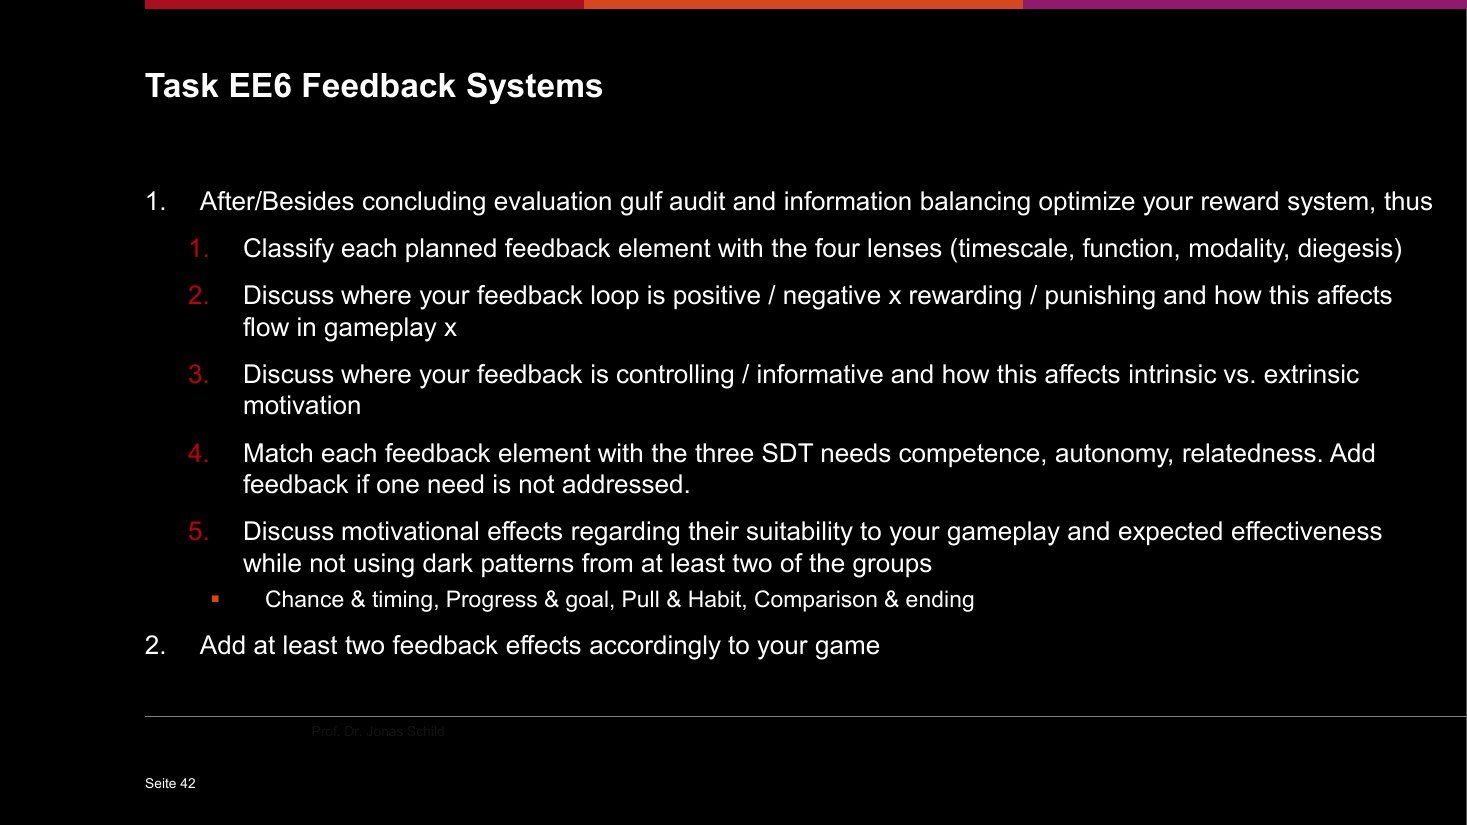 Task EE6 Feedback Systems
1. After/Besides concluding evaluation gulf audit and information balancing optimize your reward system, thus
1. Classify each planned feedback element with the four lenses (timescale, function, modality, diegesis)
2. Discuss where your feedback loop is positive / negative x rewarding / punishing and how this affects
flow in gameplay x
3. Discuss where your feedback is controlling / informative and how this affects intrinsic vs. extrinsic
motivation
4. Match each feedback element with the three SDT needs competence, autonomy, relatedness. Add
feedback if one need is not addressed.
5. Discuss motivational effects regarding their suitability to your gameplay and expected effectiveness
while not using dark patterns from at least two of the groups
▪ Chance & timing, Progress & goal, Pull & Habit, Comparison & ending
2. Add at least two feedback effects accordingly to your game
Prof. Dr. Jonas Schild
Seite 42